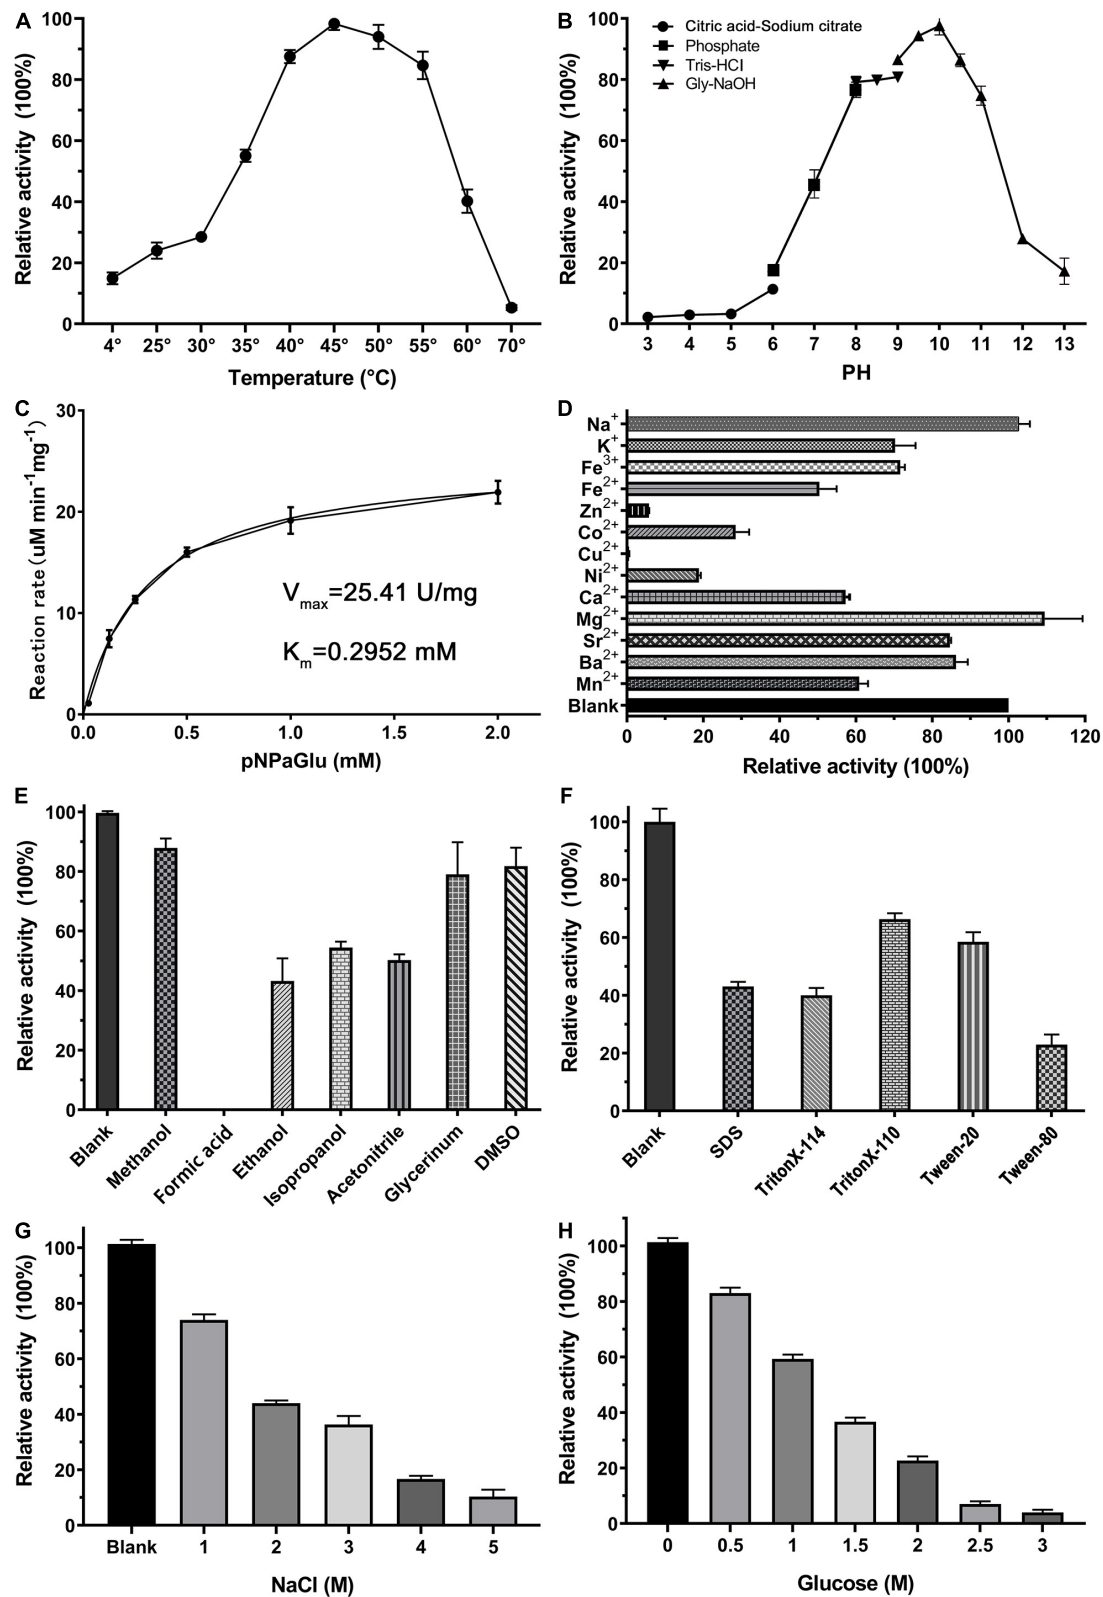 A
Relative activity (100%)
100
80
60
40
20
0
4° 25° 30° 35° 40° 45° 50° 55° 60° 70°
Temperature (°C)
B
Relative activity (100%)
100
80
60
40
20
0
Citric acid-Sodium citrate
Phosphate
Tris-HCl
Gly-NaOH
3 4 5 6 7 8 9 10 11 12 13
PH
C
Reaction rate (uM min-1mg-1)
30
20
10
0
Vmax=25.41 U/mg
Km=0.2952 mM
0.0 0.5 1.0 1.5 2.0
pNPaGlu (mM)
D
Na+
K+
Fe3+
Fe2+
Zn2+
Co2+
Cu2+
Ni2+
Ca2+
Mg2+
Sr2+
Ba2+
Mn2+
Blank
0 20 40 60 80 100 120
Relative activity (100%)
E
Relative activity (100%)
100
80
60
40
20
0
Blank
Methanol
Formic acid
Ethanol
Isopropanol
Acetonitrile
Glycerinum
DMSO
F
Relative activity (100%)
100
80
60
40
20
0
Blank
SDS
TritonX-114
TritonX-110
Tween-20
Tween-80
G
Relative activity (100%)
100
80
60
40
20
0
Blank 1 2 3 4 5
NaCl (M)
H
Relative activity (100%)
100
80
60
40
20
0
0 0.5 1 1.5 2 2.5 3
Glucose (M)